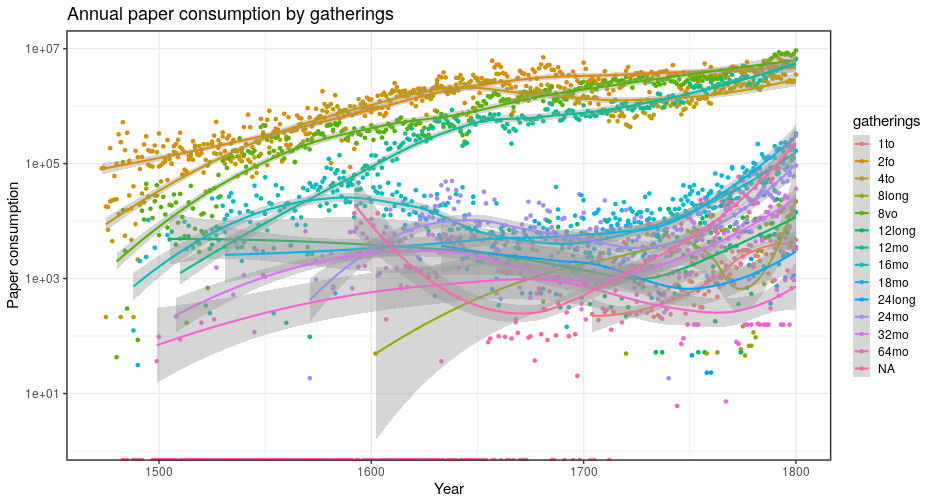 Annual paper consumption by gatherings
1e+07
1e+05
1e+03
1e+01
Paper consumption
1500
1600
1700
1800
Year
gatherings
1to
2fo
4to
8long
8vo
12long
12mo
16mo
18mo
24long
24mo
32mo
64mo
NA